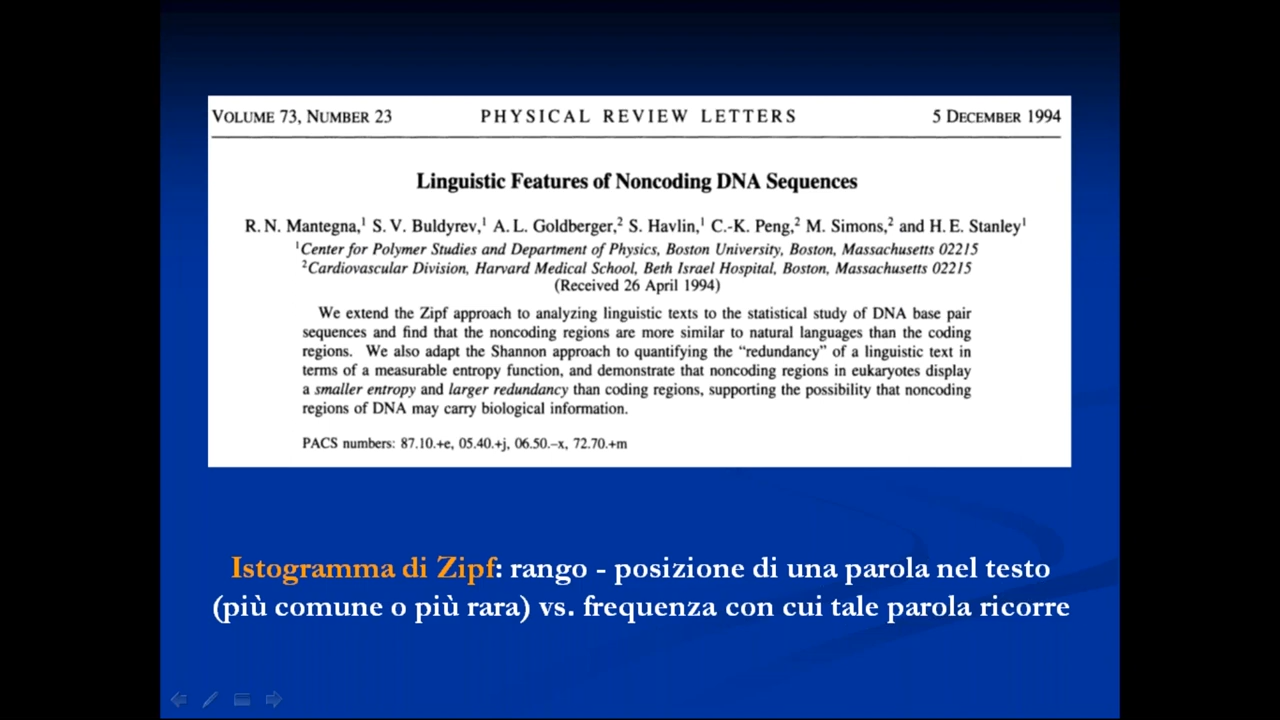 VOLUME 73, NUMBER 23 PHYSICAL REVIEW LETTERS 5 DECEMBER 1994
Linguistic Features of Noncoding DNA Sequences
R. N. Mantegna,¹ S. V. Buldyrev,¹ A. L. Goldberger,² S. Havlin,¹ C.-K. Peng,² M. Simons,² and H. E. Stanley¹
¹Center for Polymer Studies and Department of Physics, Boston University, Boston, Massachusetts 02215
²Cardiovascular Division, Harvard Medical School, Beth Israel Hospital, Boston, Massachusetts 02215
(Received 26 April 1994)
We extend the Zipf approach to analyzing linguistic texts to the statistical study of DNA base pair
sequences and find that the noncoding regions are more similar to natural languages than the coding
regions. We also adapt the Shannon approach to quantifying the “redundancy” of a linguistic text in
terms of a measurable entropy function, and demonstrate that noncoding regions in eukaryotes display
a smaller entropy and larger redundancy than coding regions, supporting the possibility that noncoding
regions of DNA may carry biological information.
PACS numbers: 87.10.+e, 05.40.+j, 06.50.–x, 72.70.+m
Istogramma di Zipf: rango - posizione di una parola nel testo
(più comune o più rara) vs. frequenza con cui tale parola ricorre